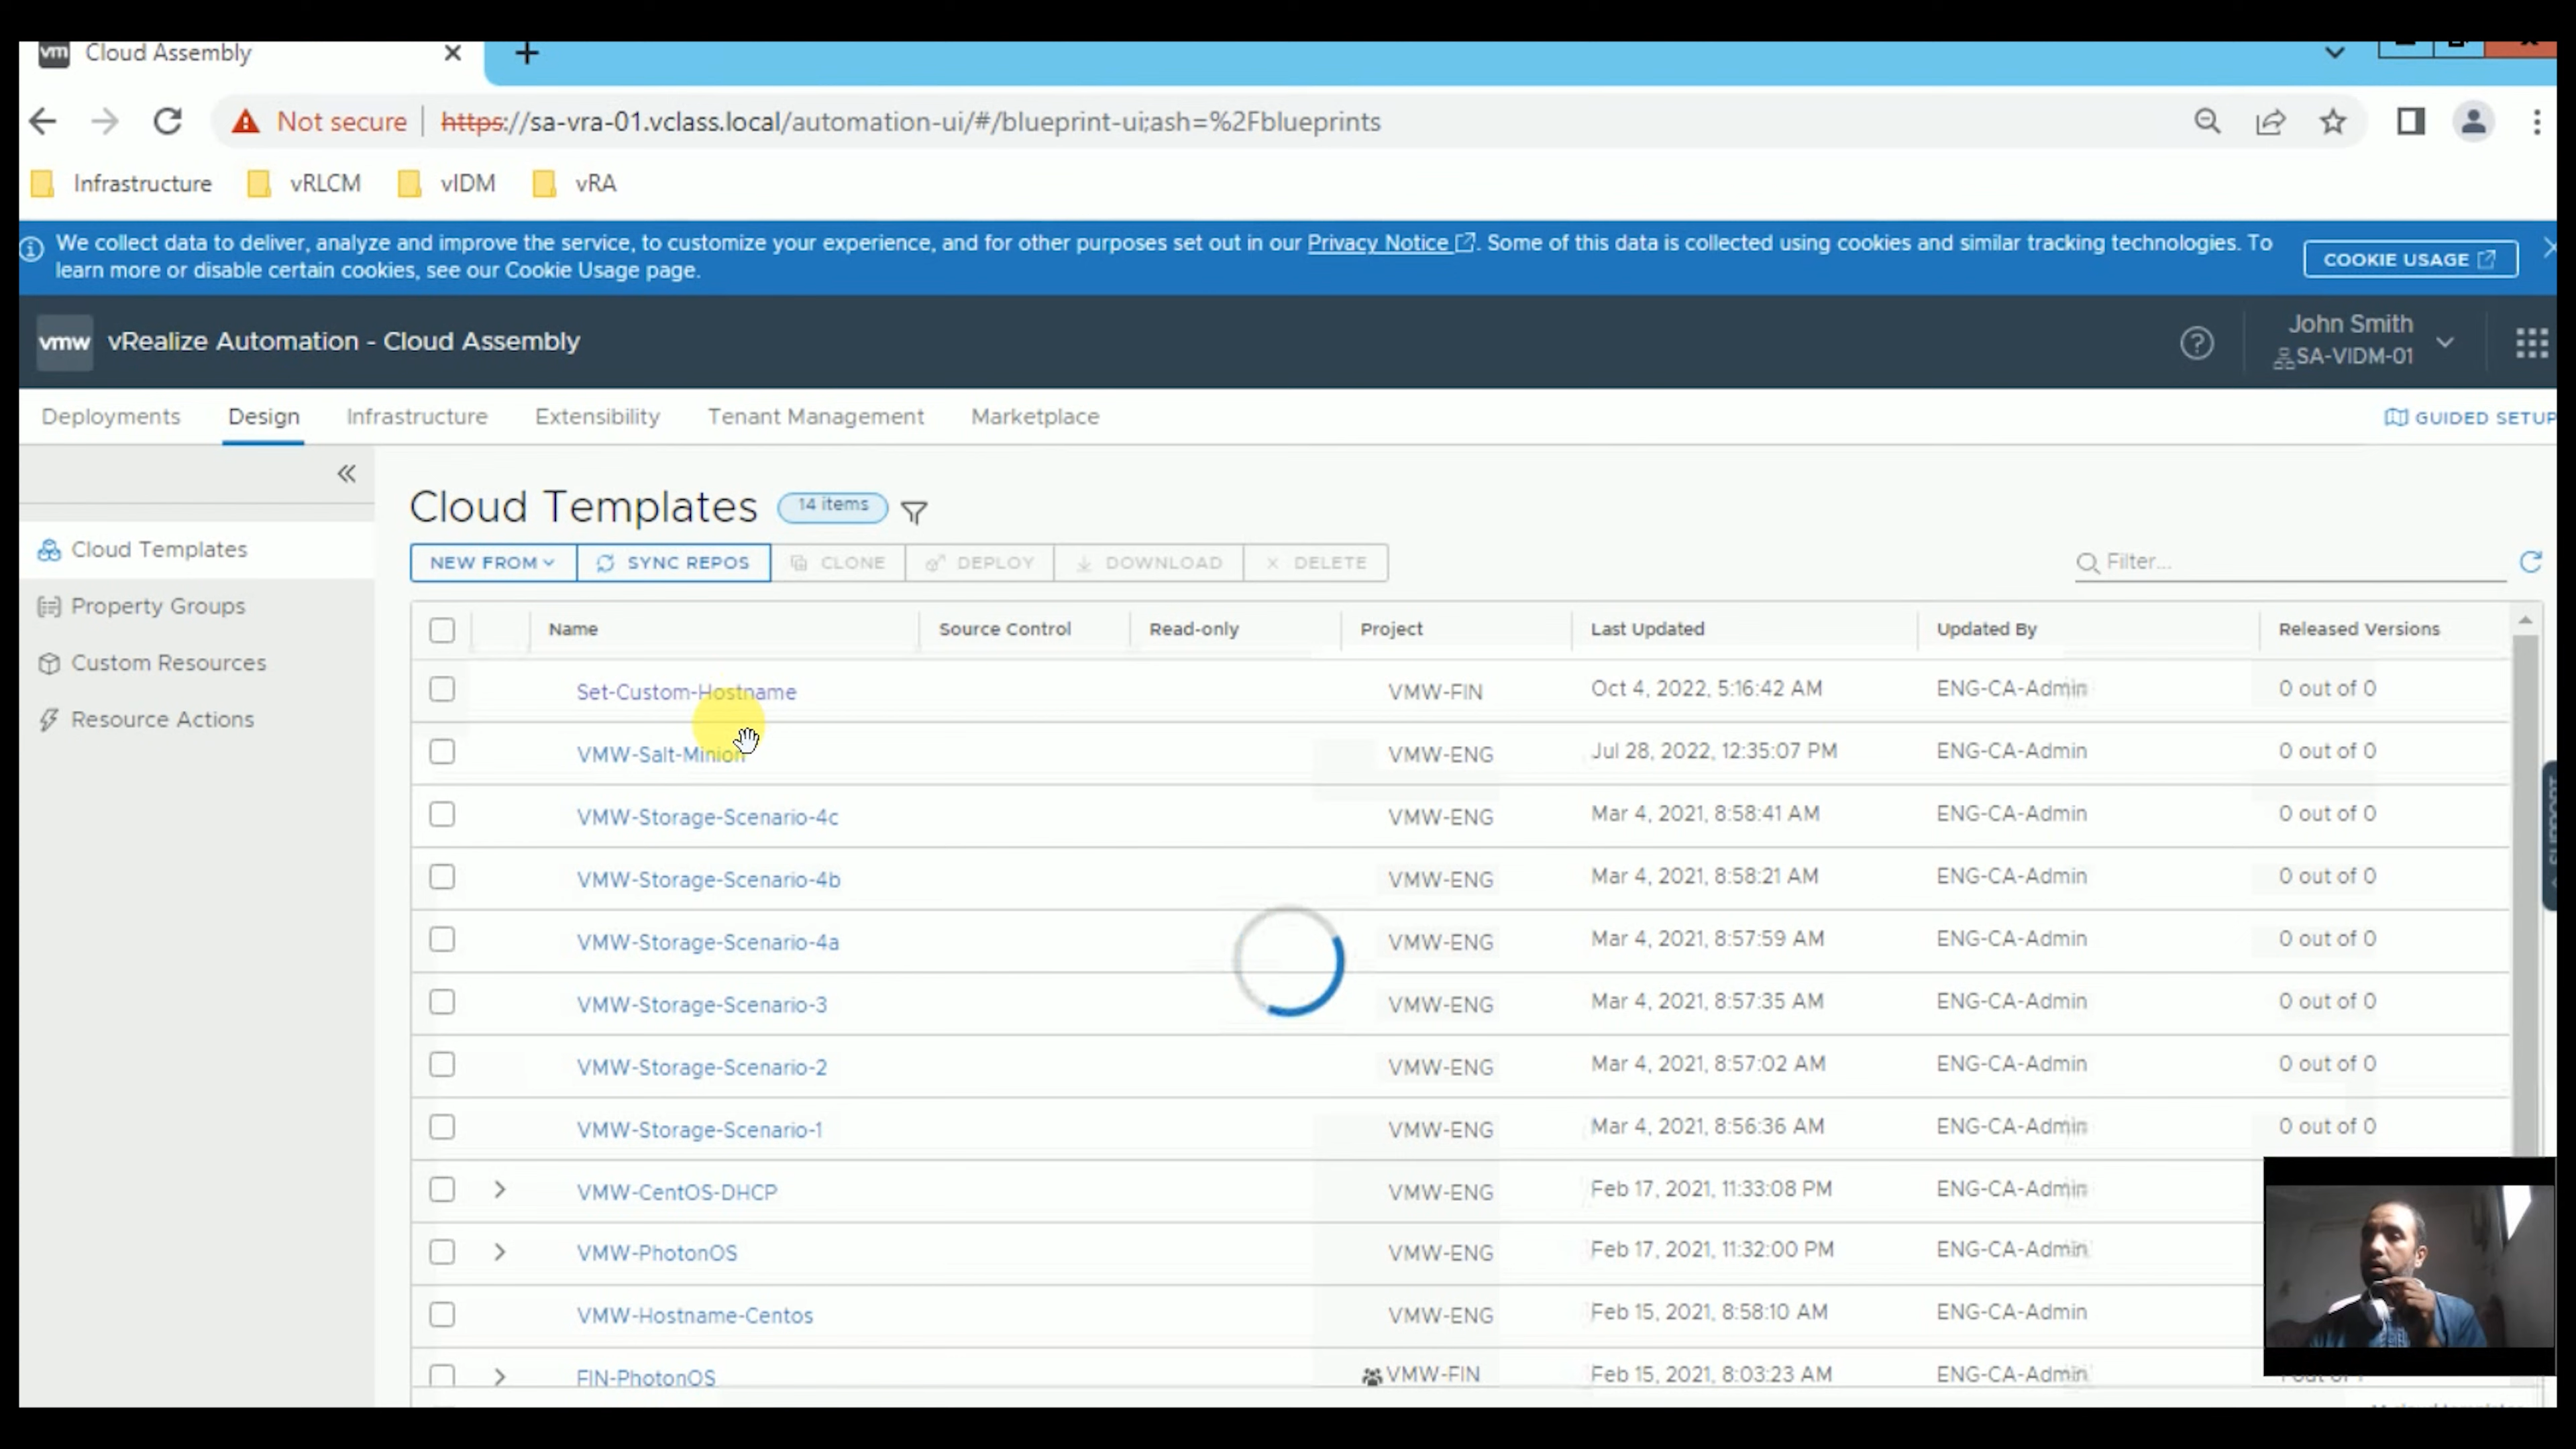 vm Cloud Assembly
Not secure https://sa-vra-01.vclass.local/automation-ui/#/blueprint-ui;ash=%2Fblueprints
Infrastructure vRLCM vIDM vRA
We collect data to deliver, analyze and improve the service, to customize your experience, and for other purposes set out in our Privacy Notice. Some of this data is collected using cookies and similar tracking technologies. To
learn more or disable certain cookies, see our Cookie Usage page.
COOKIE USAGE
vmw vRealize Automation - Cloud Assembly
John Smith
SA-VIDM-01
Deployments Design Infrastructure Extensibility Tenant Management Marketplace GUIDED SETUP
Cloud Templates
Property Groups
Custom Resources
Resource Actions
Cloud Templates 14 items
NEW FROM SYNC REPOS CLONE DEPLOY DOWNLOAD DELETE Filter...
Name Source Control Read-only Project Last Updated Updated By Released Versions
Set-Custom-Hostname VMW-FIN Oct 4, 2022, 5:16:42 AM ENG-CA-Admin 0 out of 0
VMW-Salt-Minion VMW-ENG Jul 28, 2022, 12:35:07 PM ENG-CA-Admin 0 out of 0
VMW-Storage-Scenario-4c VMW-ENG Mar 4, 2021, 8:58:41 AM ENG-CA-Admin 0 out of 0
VMW-Storage-Scenario-4b VMW-ENG Mar 4, 2021, 8:58:21 AM ENG-CA-Admin 0 out of 0
VMW-Storage-Scenario-4a VMW-ENG Mar 4, 2021, 8:57:59 AM ENG-CA-Admin 0 out of 0
VMW-Storage-Scenario-3 VMW-ENG Mar 4, 2021, 8:57:35 AM ENG-CA-Admin 0 out of 0
VMW-Storage-Scenario-2 VMW-ENG Mar 4, 2021, 8:57:02 AM ENG-CA-Admin 0 out of 0
VMW-Storage-Scenario-1 VMW-ENG Mar 4, 2021, 8:56:36 AM ENG-CA-Admin 0 out of 0
VMW-CentOS-DHCP VMW-ENG Feb 17, 2021, 11:33:08 PM ENG-CA-Admin
VMW-PhotonOS VMW-ENG Feb 17, 2021, 11:32:00 PM ENG-CA-Admin
VMW-Hostname-Centos VMW-ENG Feb 15, 2021, 8:58:10 AM ENG-CA-Admin
FIN-PhotonOS VMW-FIN Feb 15, 2021, 8:03:23 AM ENG-CA-Admin